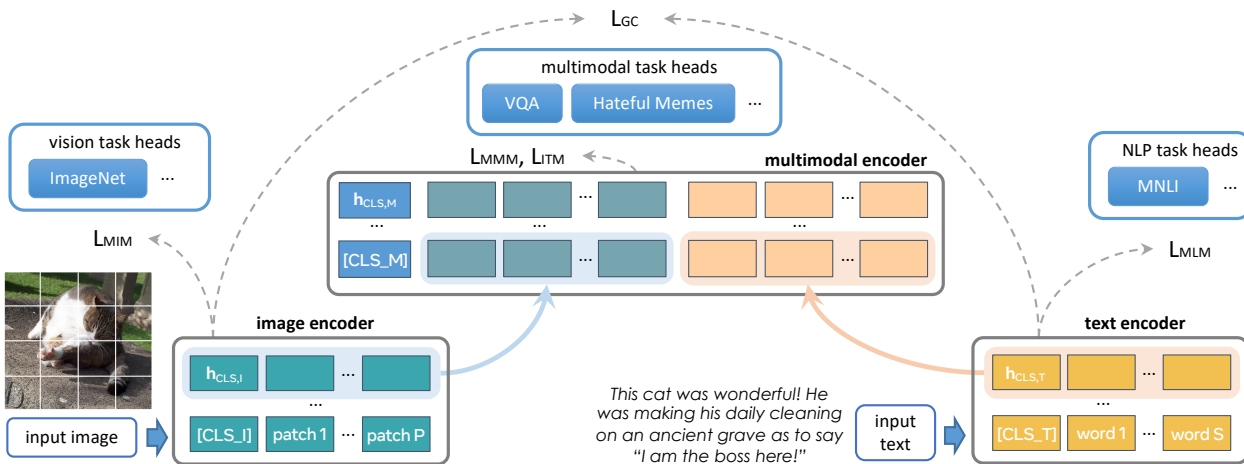 L_GC
multimodal task heads
VQA
Hateful Memes
...
vision task heads
ImageNet
...
L_MMM, L_ITM
multimodal encoder
NLP task heads
MNLI
...
h_CLS,M
...
...
...
...
...
[CLS_M]
...
...
L_MIM
L_MLM
image encoder
text encoder
h_CLS,I
...
...
[CLS_I]
patch 1
...
patch P
input image
This cat was wonderful! He
was making his daily cleaning
on an ancient grave as to say
“I am the boss here!”
input
text
h_CLS,T
...
...
[CLS_T]
word 1
...
word S